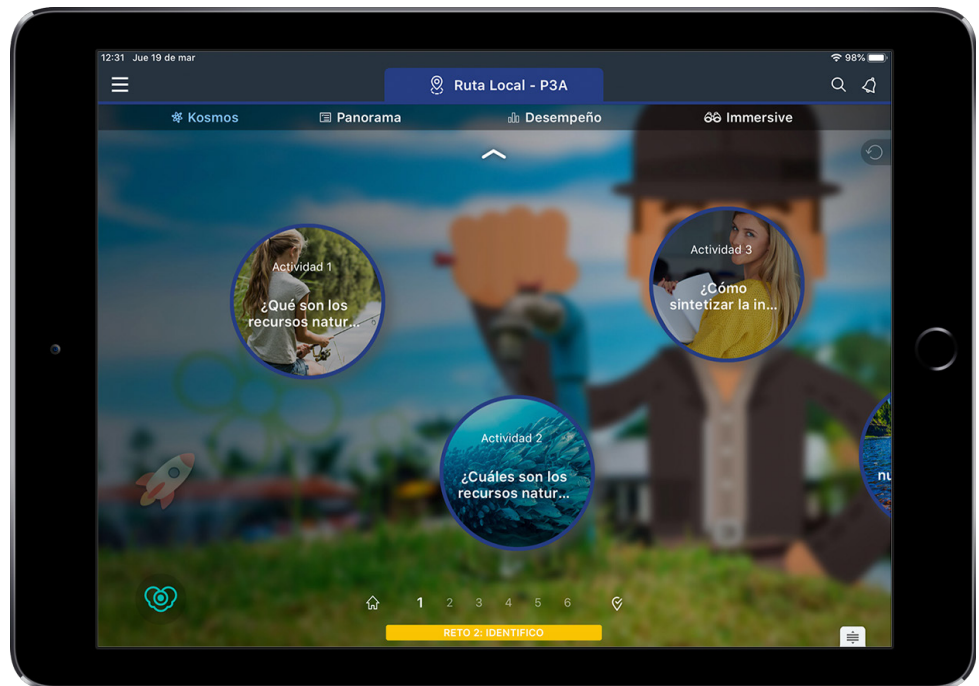 12:31 Jue 19 de mar
98%
Ruta Local - P3A
Kosmos
Panorama
Desempeño
Immersive
Actividad 1
¿Qué son los
recursos natur...
Actividad 3
¿Cómo
sintetizar la in...
Actividad 2
¿Cuáles son los
recursos natur...
nu
1 2 3 4 5 6
RETO 2: IDENTIFICO